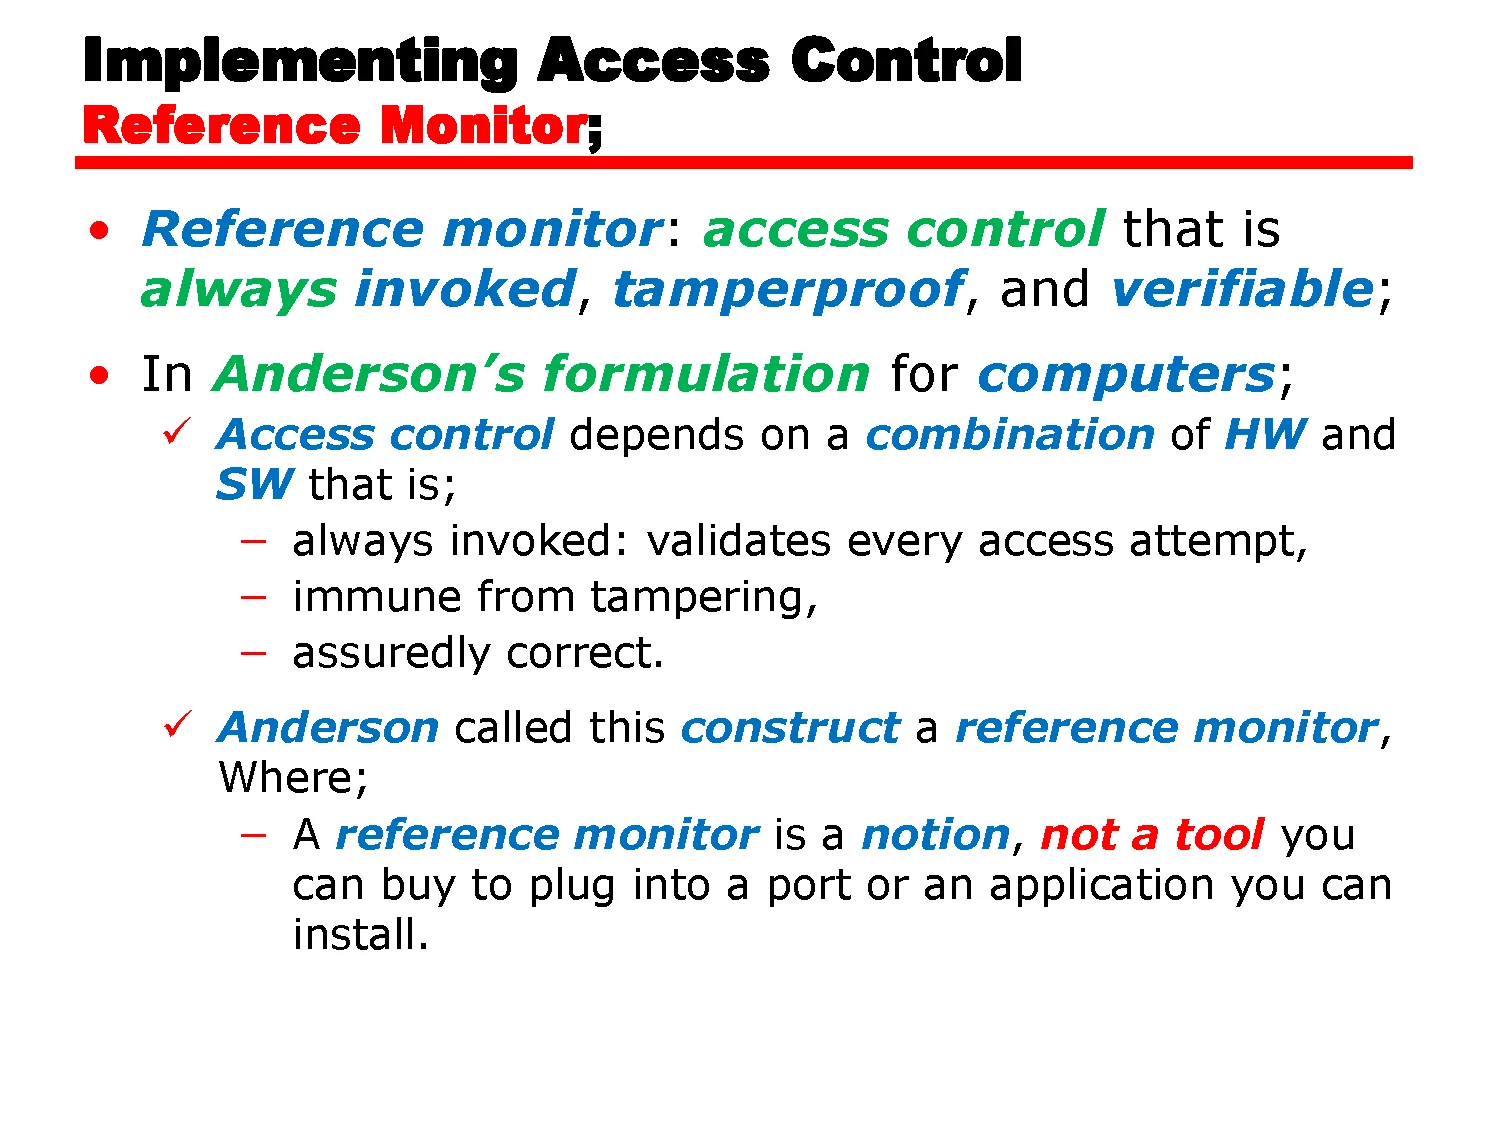 Implementing Access Control
Reference Monitor;
• Reference monitor: access control that is
always invoked, tamperproof, and verifiable;
• In Anderson’s formulation for computers;
✓ Access control depends on a combination of HW and
SW that is;
– always invoked: validates every access attempt,
– immune from tampering,
– assuredly correct.
✓ Anderson called this construct a reference monitor,
Where;
– A reference monitor is a notion, not a tool you
can buy to plug into a port or an application you can
install.